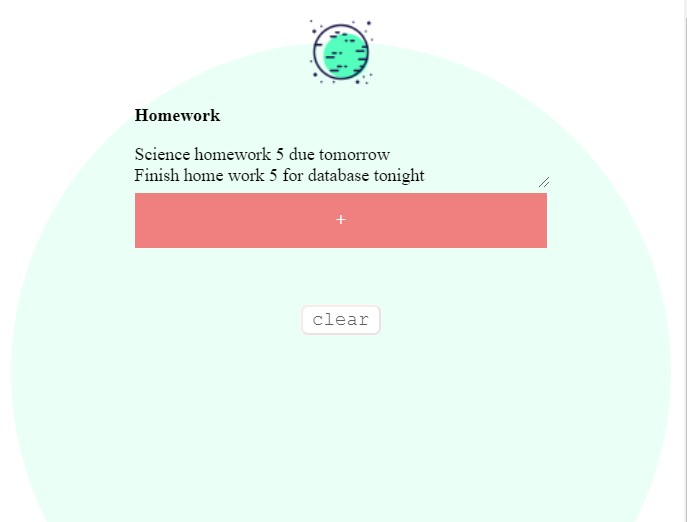 Homework
Science homework 5 due tomorrow
Finish home work 5 for database tonight
+
clear